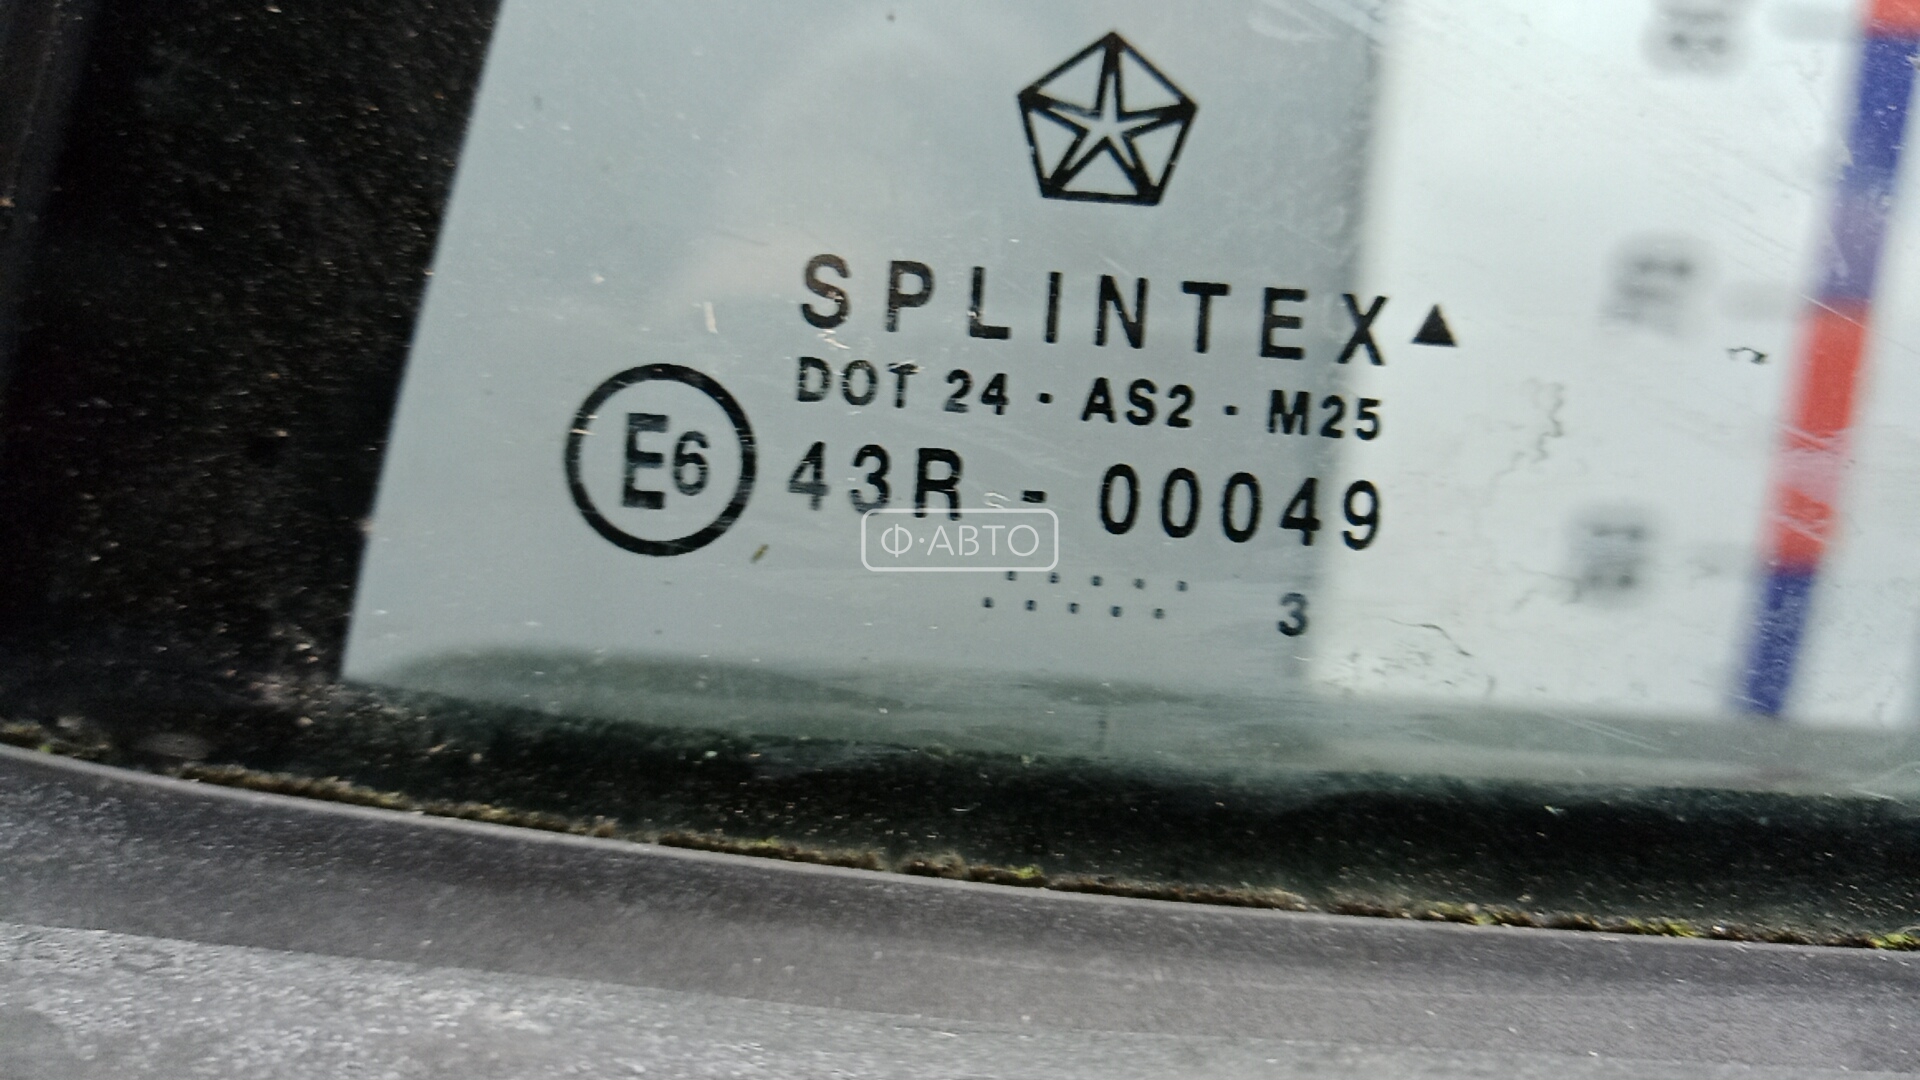 SPLINTEX
DOT 24 · AS2 · M25
E6 43R - 00049
Ф·АВТО
3